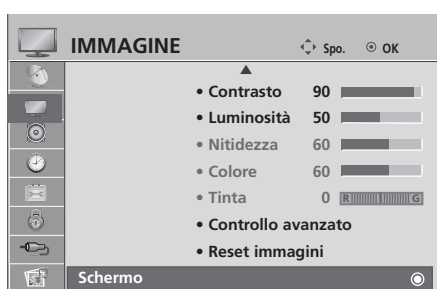 IMMAGINE Spo. OK
• Contrasto 90
• Luminosità 50
• Nitidezza 60
• Colore 60
• Tinta 0 R G
• Controllo avanzato
• Reset immagini
Schermo